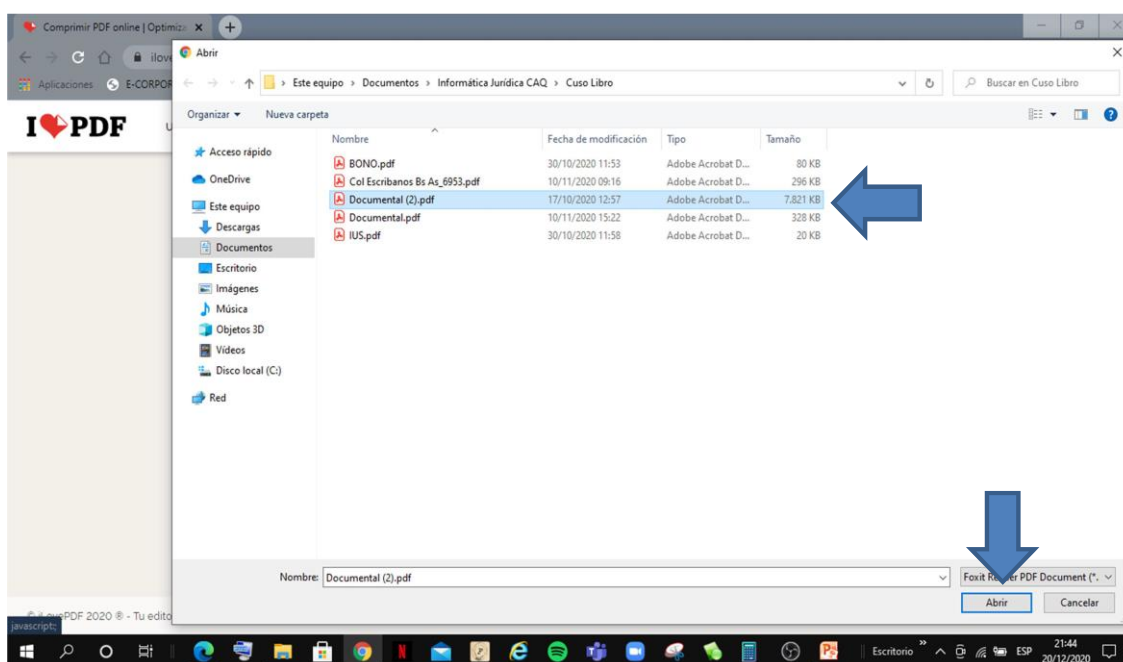 Comprimir PDF online | Optimiza
ilove
Aplicaciones E-CORPOR
I PDF
U
Abrir
Este equipo > Documentos > Informática Jurídica CAQ > Cuso Libro
Buscar en Cuso Libro
Organizar Nueva carpeta
Acceso rápido
OneDrive
Este equipo
Descargas
Documentos
Escritorio
Imágenes
Música
Objetos 3D
Vídeos
Disco local (C:)
Red
Nombre Fecha de modificación Tipo Tamaño
BONO.pdf 30/10/2020 11:53 Adobe Acrobat D... 80 KB
Col Escribanos Bs As_6953.pdf 10/11/2020 09:16 Adobe Acrobat D... 296 KB
Documental (2).pdf 17/10/2020 12:57 Adobe Acrobat D... 7.821 KB
Documental.pdf 10/11/2020 15:22 Adobe Acrobat D... 328 KB
IUS.pdf 30/10/2020 11:58 Adobe Acrobat D... 20 KB
Nombre: Documental (2).pdf
Foxit PDF Document (*.
Abrir Cancelar
PDF 2020 ® - Tu edito
javascript:;
Escritorio ESP 21:44
20/12/2020